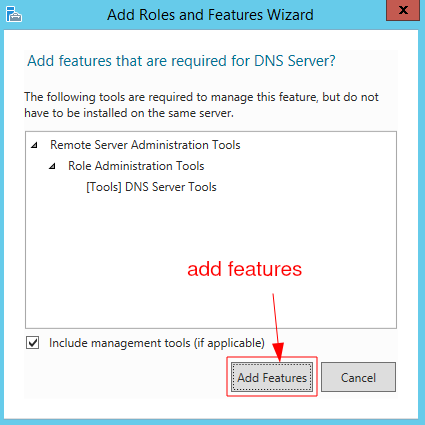 Add Roles and Features Wizard
x
Add features that are required for DNS Server?
The following tools are required to manage this feature, but do not
have to be installed on the same server.
Remote Server Administration Tools
Role Administration Tools
[Tools] DNS Server Tools
add features
Include management tools (if applicable)
Add Features
Cancel